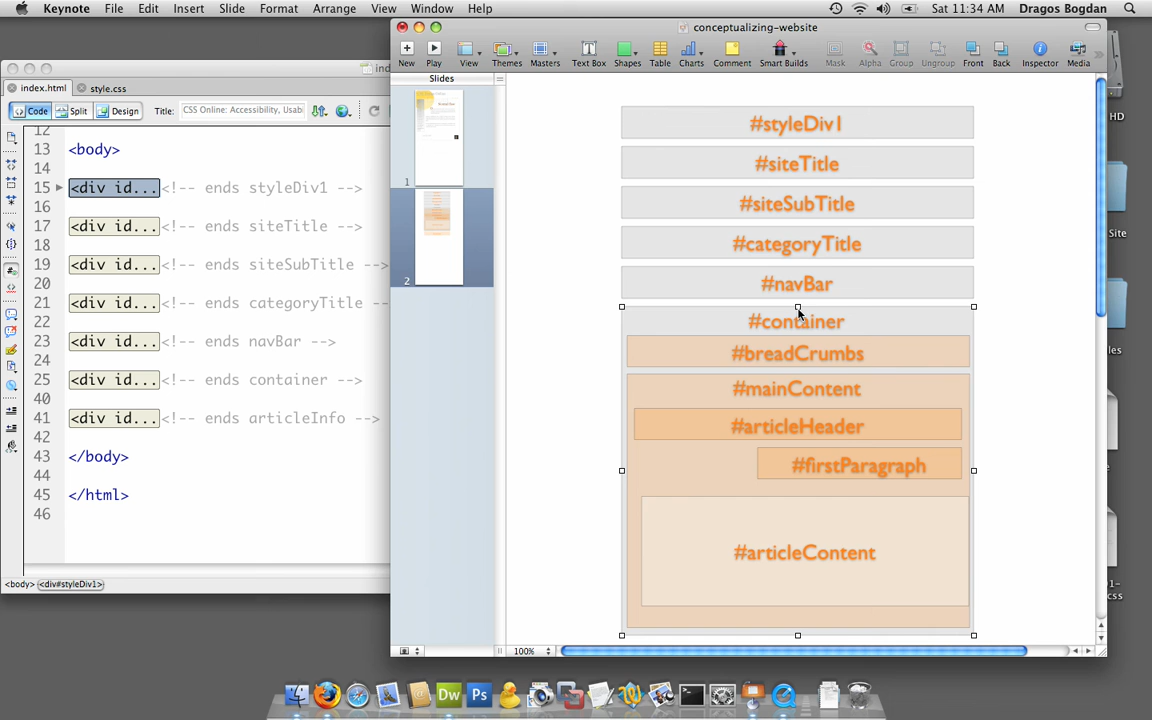 Keynote File Edit Insert Slide Format Arrange View Window Help Sat 11:34 AM Dragos Bogdan
conceptualizing-website
New Play View Themes Masters Text Box Shapes Table Charts Comment Smart Builds Mask Alpha Group Ungroup Front Back Inspector Media
Slides
1
2
index.html style.css
Code Split Design Title: CSS Online: Accessibility, Usab
12
13 <body>
14
15 <div id...<!-- ends styleDiv1 -->
16
17 <div id...<!-- ends siteTitle -->
18
19 <div id...<!-- ends siteSubTitle -->
20
21 <div id...<!-- ends categoryTitle --
22
23 <div id...<!-- ends navBar -->
24
25 <div id...<!-- ends container -->
40
41 <div id...<!-- ends articleInfo -->
42
43 </body>
44
45 </html>
46
<body> <div#styleDiv1>
#styleDiv1
#siteTitle
#siteSubTitle
#categoryTitle
#navBar
#container
#breadCrumbs
#mainContent
#articleHeader
#firstParagraph
#articleContent
100%
HD
Site
css
Dw Ps